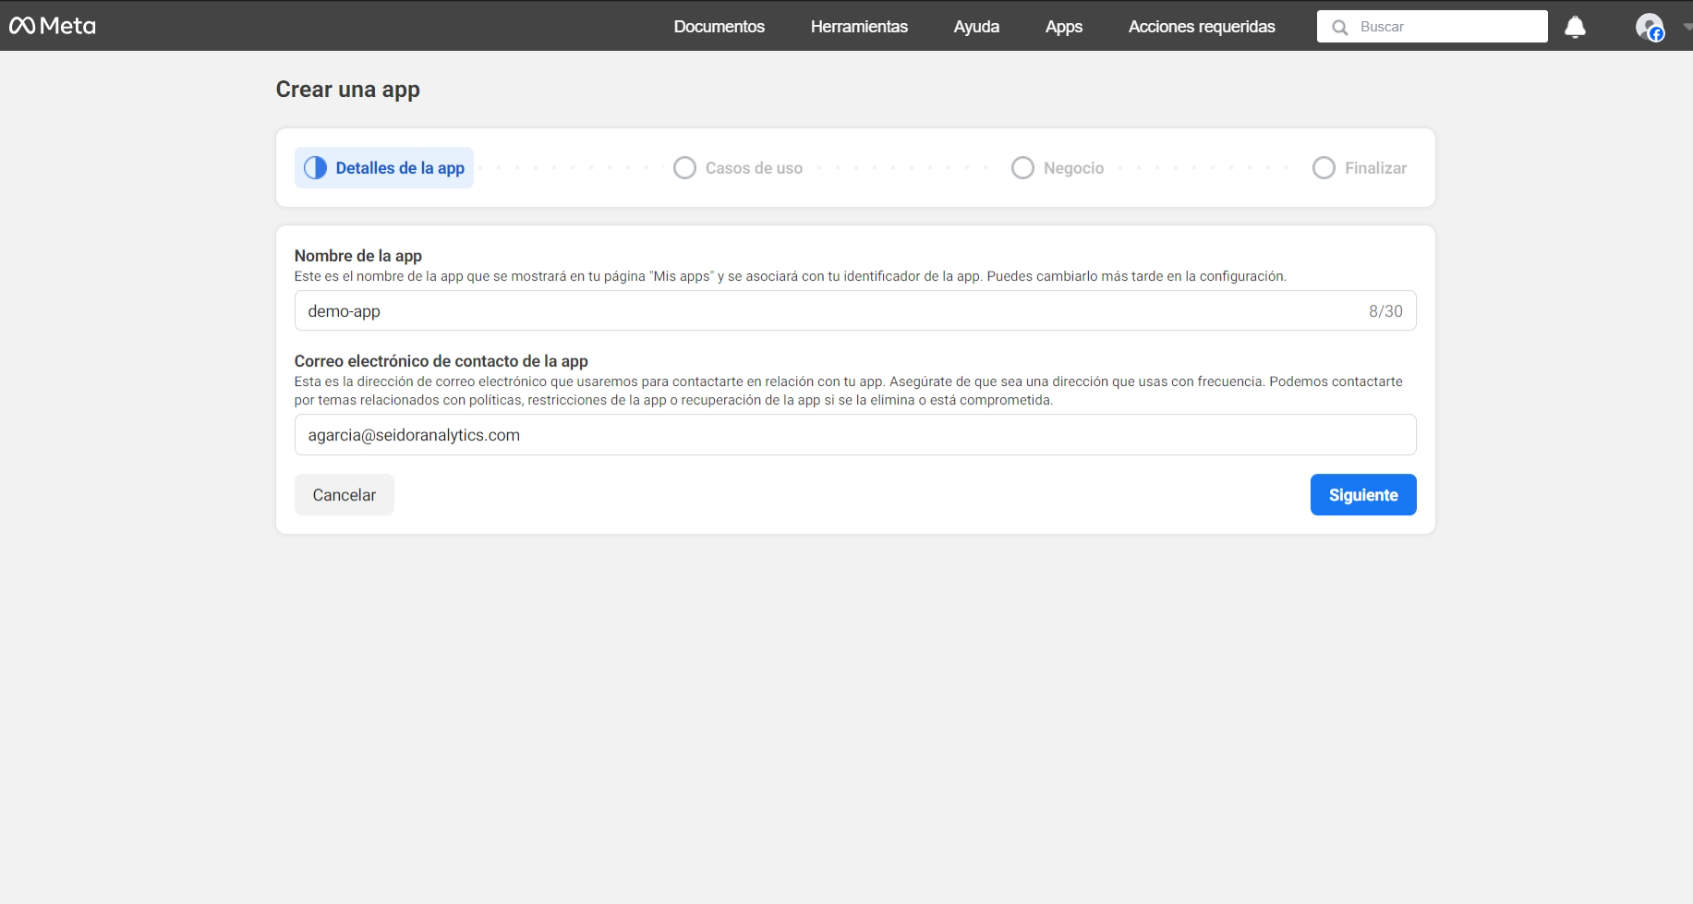 Meta
Documentos Herramientas Ayuda Apps Acciones requeridas Buscar
Crear una app
Detalles de la app Casos de uso Negocio Finalizar
Nombre de la app
Este es el nombre de la app que se mostrará en tu página "Mis apps" y se asociará con tu identificador de la app. Puedes cambiarlo más tarde en la configuración.
demo-app 8/30
Correo electrónico de contacto de la app
Esta es la dirección de correo electrónico que usaremos para contactarte en relación con tu app. Asegúrate de que sea una dirección que usas con frecuencia. Podemos contactarte
por temas relacionados con políticas, restricciones de la app o recuperación de la app si se la elimina o está comprometida.
agarcia@seidoranalytics.com
Cancelar Siguiente